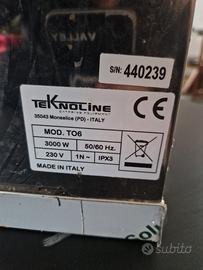 VALLEY
S/N: 440239
TEKNOLINE
35043 Monselice (PD) - ITALY
MOD. TO6
3000 W
50/60 Hz.
230 V
1N ~
IPX3
MADE IN ITALY
CE
subito